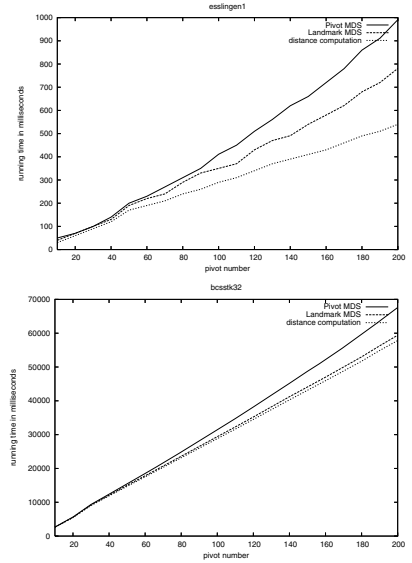 esslingen1
1000
900
800
700
600
500
400
300
200
100
0
running time in milliseconds
Pivot MDS
Landmark MDS
distance computation
20 40 60 80 100 120 140 160 180 200
pivot number
bcsstk32
70000
60000
50000
40000
30000
20000
10000
0
running time in milliseconds
Pivot MDS
Landmark MDS
distance computation
20 40 60 80 100 120 140 160 180 200
pivot number